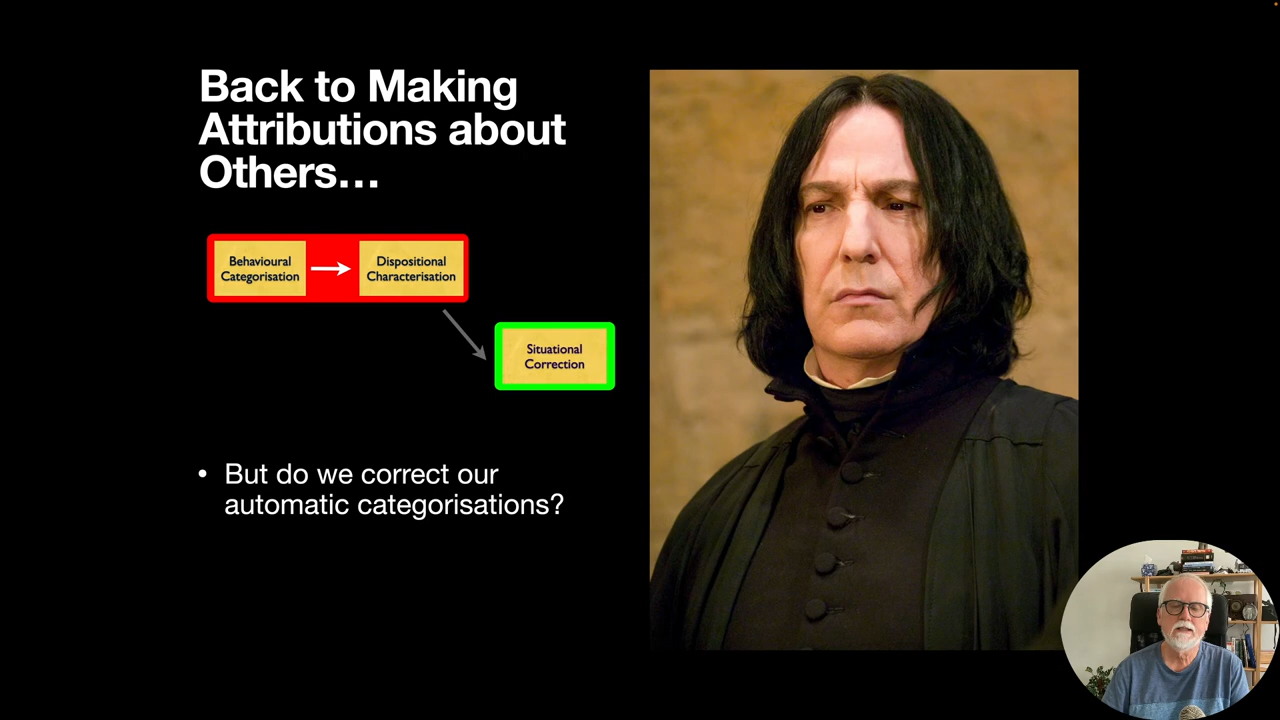 Back to Making
Attributions about
Others…
Behavioural
Categorisation
Dispositional
Characterisation
Situational
Correction
• But do we correct our
automatic categorisations?